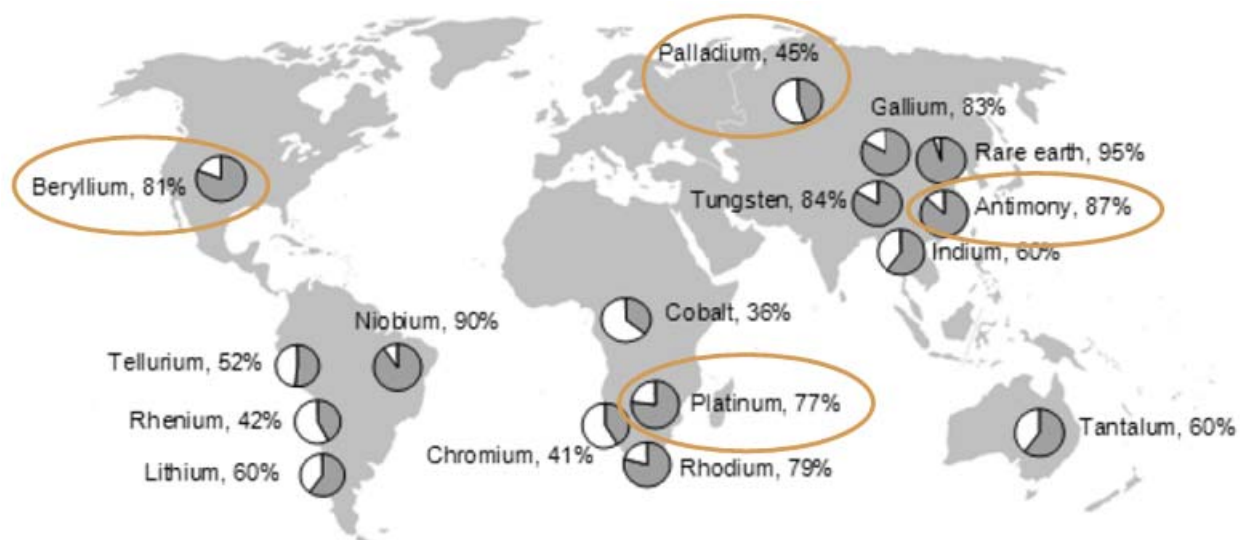 Palladium, 45%
Gallium, 83%
Rare earth, 95%
Beryllium, 81%
Tungsten, 84%
Antimony, 87%
Indium, 60%
Cobalt, 36%
Niobium, 90%
Tellurium, 52%
Platinum, 77%
Rhenium, 42%
Tantalum, 60%
Chromium, 41%
Rhodium, 79%
Lithium, 60%